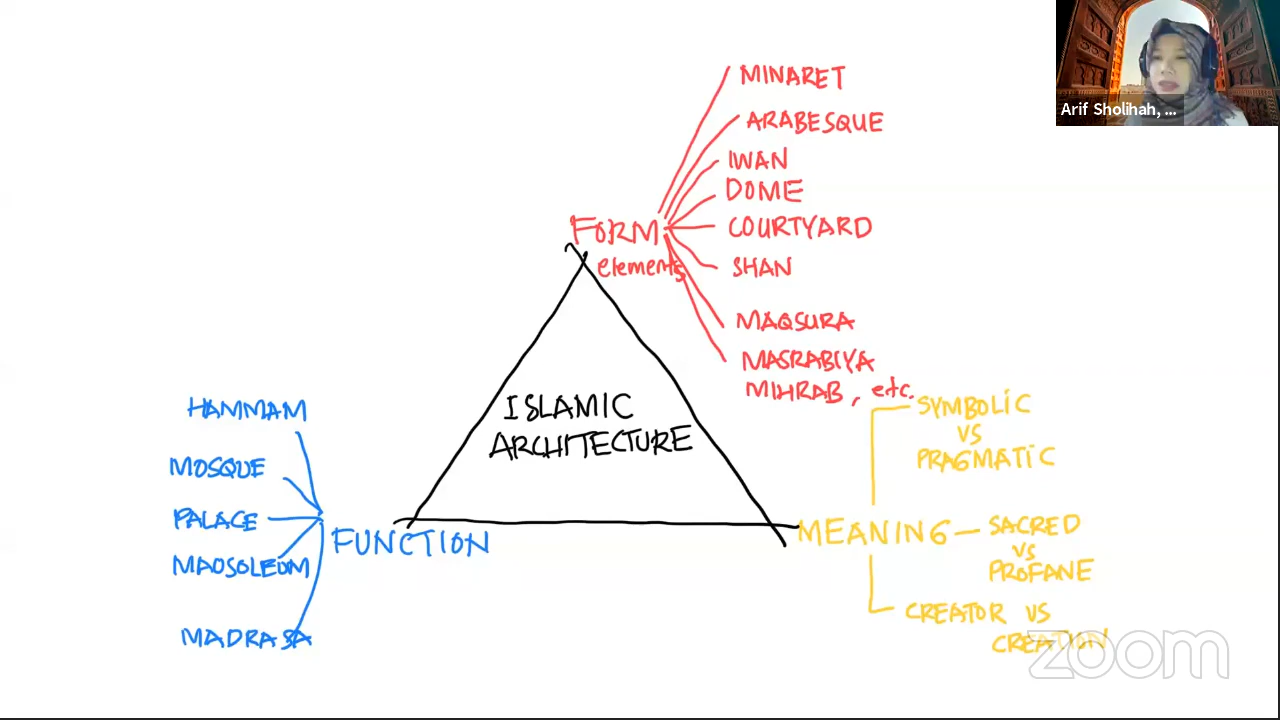 Arif Sholihah, ...
MINARET
ARABESQUE
IWAN
DOME
COURTYARD
SHAN
MAQSURA
MASRABIYA
MIHRAB, etc.
FORM
elements
ISLAMIC
ARCHITECTURE
HAMMAM
MOSQUE
PALACE
MAOSOLEOM
MADRASA
FUNCTION
MEANING
SYMBOLIC
VS
PRAGMATIC
SACRED
VS
PROFANE
CREATOR VS
CREATION
zoom